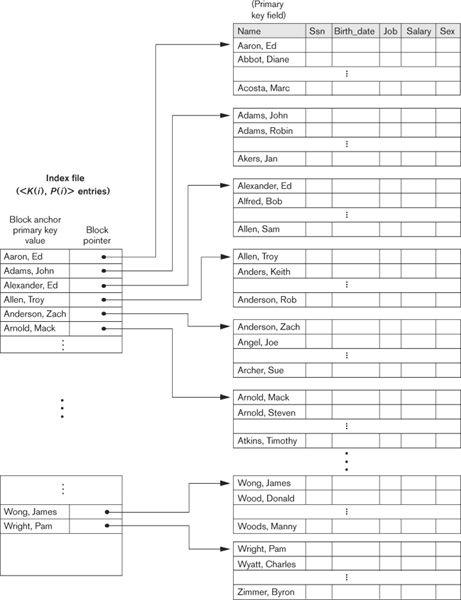 (Primary
key field)
Name Ssn Birth_date Job Salary Sex
Aaron, Ed
Abbot, Diane
Acosta, Marc
Adams, John
Adams, Robin
Akers, Jan
Index file
(<K(i), P(i)> entries)
Block anchor
primary key
value
Block
pointer
Aaron, Ed
Adams, John
Alexander, Ed
Allen, Troy
Anderson, Zach
Arnold, Mack
Alexander, Ed
Alfred, Bob
Allen, Sam
Allen, Troy
Anders, Keith
Anderson, Rob
Anderson, Zach
Angel, Joe
Archer, Sue
Arnold, Mack
Arnold, Steven
Atkins, Timothy
Wong, James
Wright, Pam
Wong, James
Wood, Donald
Woods, Manny
Wright, Pam
Wyatt, Charles
Zimmer, Byron